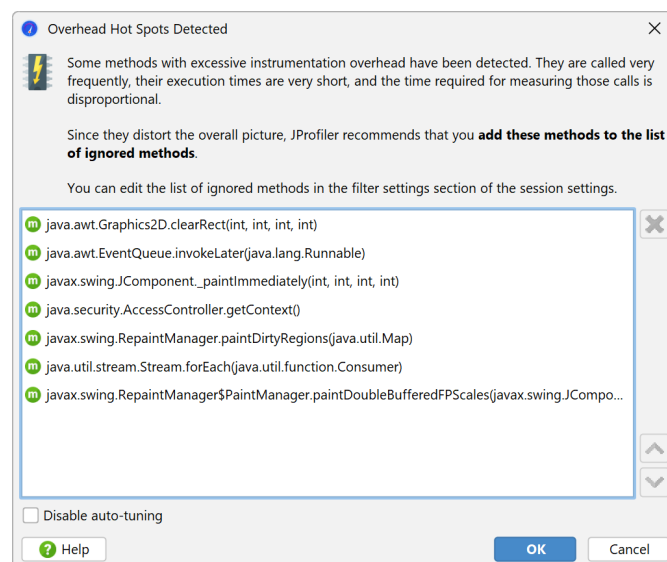 Overhead Hot Spots Detected
Some methods with excessive instrumentation overhead have been detected. They are called very
frequently, their execution times are very short, and the time required for measuring those calls is
disproportional.
Since they distort the overall picture, JProfiler recommends that you add these methods to the list
of ignored methods.
You can edit the list of ignored methods in the filter settings section of the session settings.
m java.awt.Graphics2D.clearRect(int, int, int, int)
m java.awt.EventQueue.invokeLater(java.lang.Runnable)
m javax.swing.JComponent._paintImmediately(int, int, int, int)
m java.security.AccessController.getContext()
m javax.swing.RepaintManager.paintDirtyRegions(java.util.Map)
m java.util.stream.Stream.forEach(java.util.function.Consumer)
m javax.swing.RepaintManager$PaintManager.paintDoubleBufferedFPScales(javax.swing.JCompo...
Disable auto-tuning
? Help
OK
Cancel